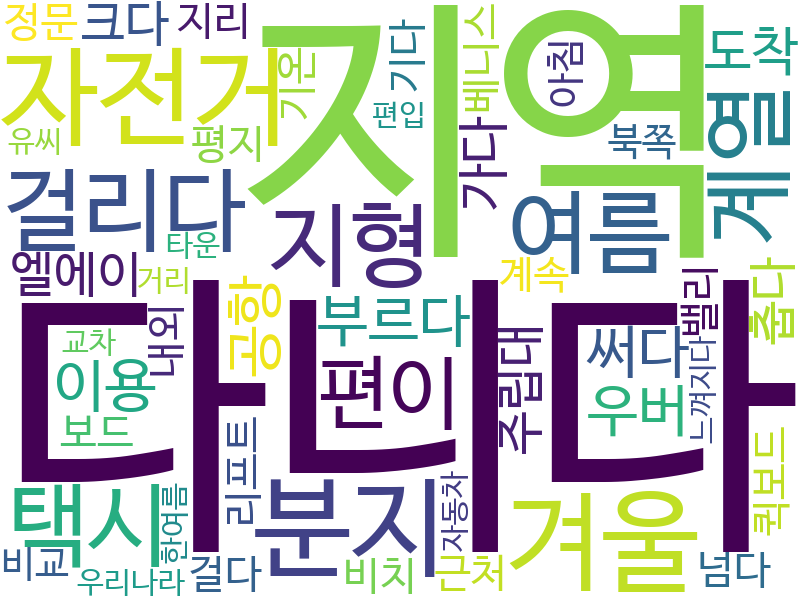 정문
크다
지리
기온
기다
베니스
지역
아침
도착
자전거
편입
북쪽
유씨
평지
가다
계열
걸리다
지형
여름
엘에이
타운
거리
공항
부르다
계속
밸리
춥다
다니다
교차
내외
이용
편이
주립대
써다
우버
느껴지다
보드
리프트
택시
한여름
분지
자동차
겨울
퀵보드
비교
우리나라
걸다
비치
근처
넘다